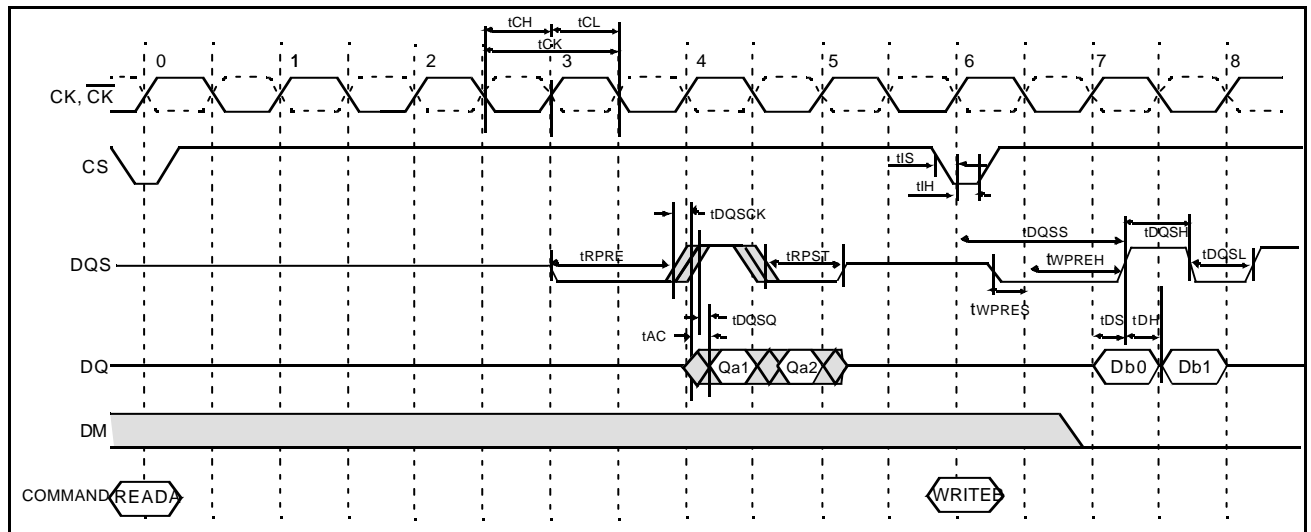 tCH tCL
tCK
0 1 2 3 4 5 6 7 8
CK, CK
CS
tIS
tIH
tDQSCK
tDQSS tDQSH
DQS
tRPRE tRPST tWPREH tDQSL
tWPRES
tDQSQ
tAC
tDS tDH
DQ
Qa1 Qa2 Db0 Db1
DM
COMMAND READA WRITEB